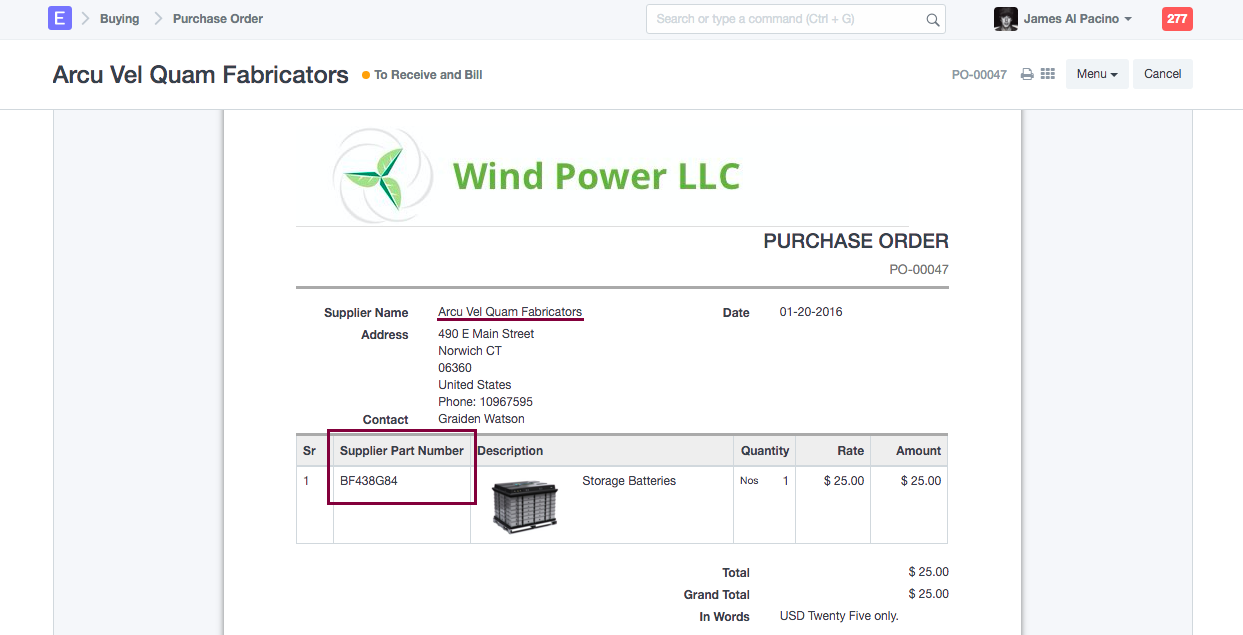 E Buying Purchase Order Search or type a command (Ctrl + G) James Al Pacino 277
Arcu Vel Quam Fabricators To Receive and Bill PO-00047 Menu Cancel
Wind Power LLC
PURCHASE ORDER
PO-00047
Supplier Name Arcu Vel Quam Fabricators Date 01-20-2016
Address 490 E Main Street
Norwich CT
06360
United States
Phone: 10967595
Contact Graiden Watson
Sr Supplier Part Number Description Quantity Rate Amount
1 BF438G84 Storage Batteries Nos 1 $ 25.00 $ 25.00
Total $ 25.00
Grand Total $ 25.00
In Words USD Twenty Five only.